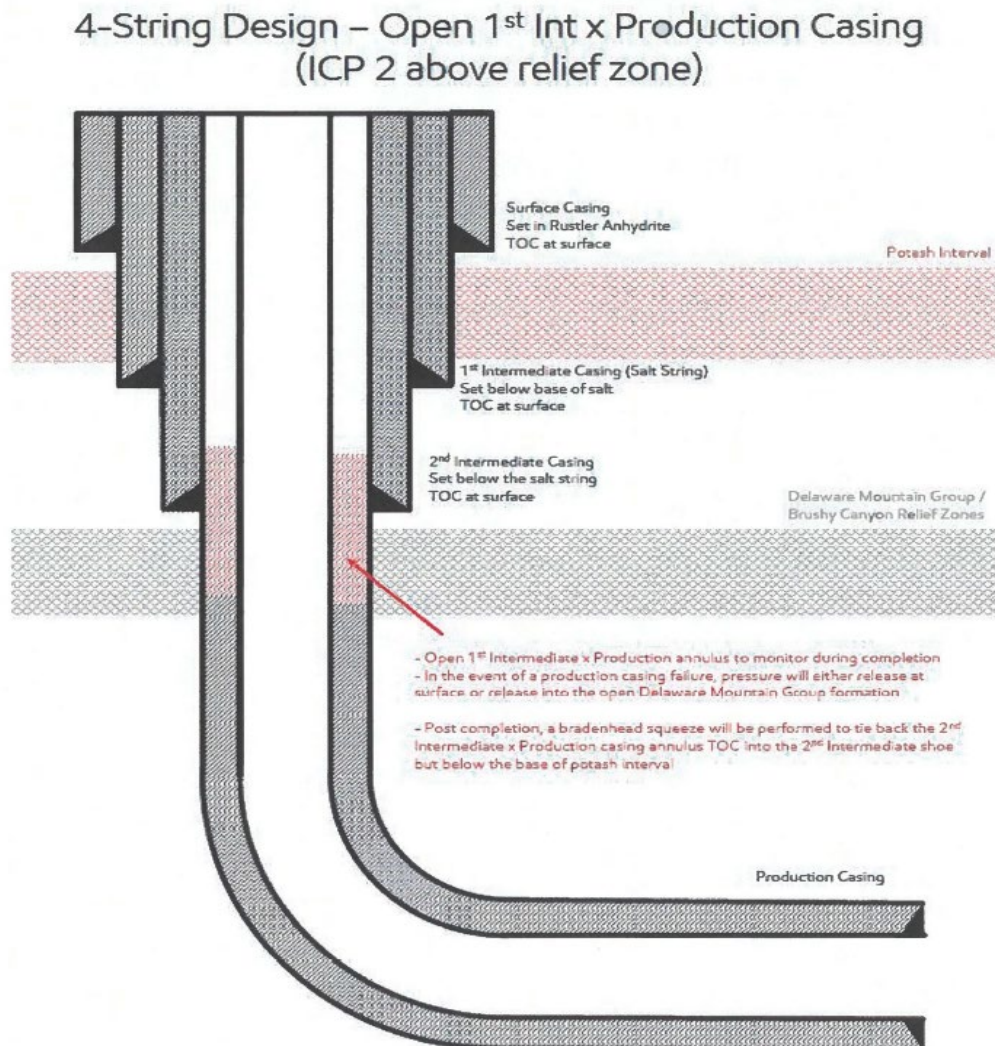 4-String Design – Open 1st Int x Production Casing
(ICP 2 above relief zone)
Surface Casing
Set in Rustler Anhydrite
TOC at surface
Potash Interval
1st Intermediate Casing (Salt String)
Set below base of salt
TOC at surface
2nd Intermediate Casing
Set below the salt string
TOC at surface
Delaware Mountain Group /
Brushy Canyon Relief Zones
- Open 1st Intermediate x Production annulus to monitor during completion
- In the event of a production casing failure, pressure will either release at
surface or release into the open Delaware Mountain Group formation
- Post completion, a bradenhead squeeze will be performed to tie back the 2nd
Intermediate x Production casing annulus TOC into the 2nd Intermediate shoe
but below the base of potash interval
Production Casing